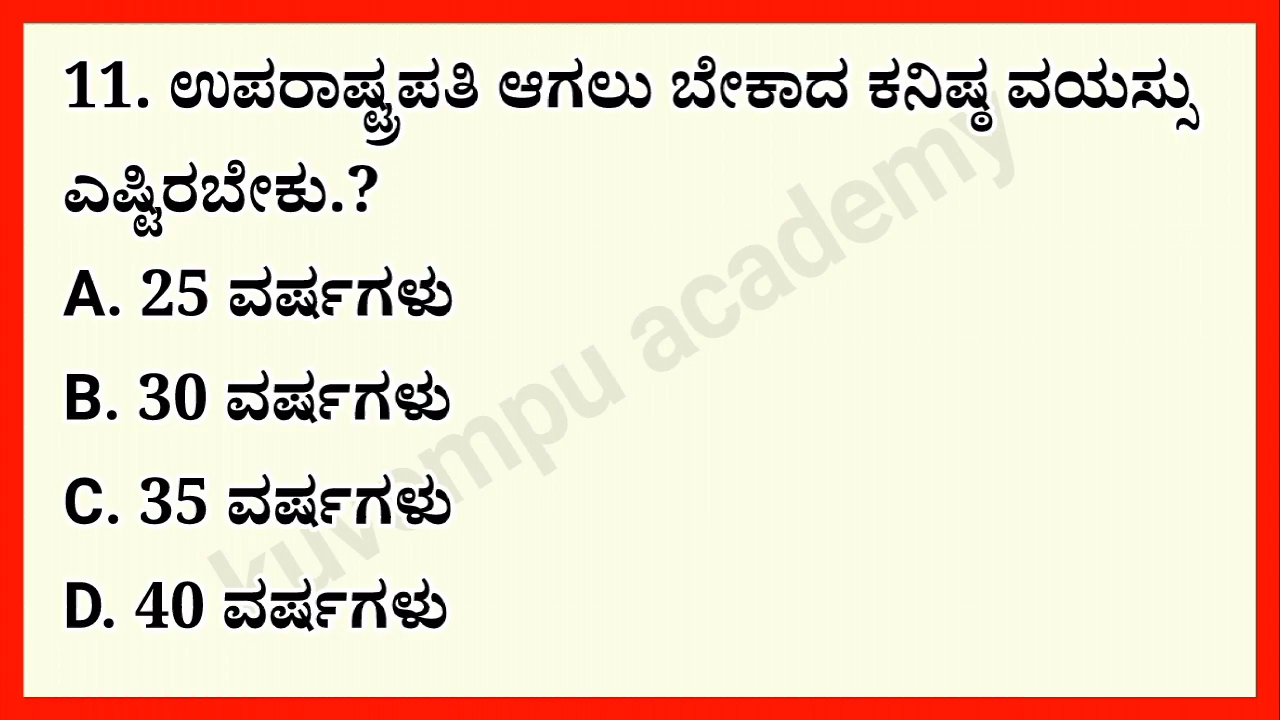 11. ಉಪರಾಷ್ಟ್ರಪತಿ ಆಗಲು ಬೇಕಾದ ಕನಿಷ್ಠ ವಯಸ್ಸು
ಎಷ್ಟಿರಬೇಕು.?
A. 25 ವರ್ಷಗಳು
B. 30 ವರ್ಷಗಳು
C. 35 ವರ್ಷಗಳು
D. 40 ವರ್ಷಗಳು
kuvempu academy